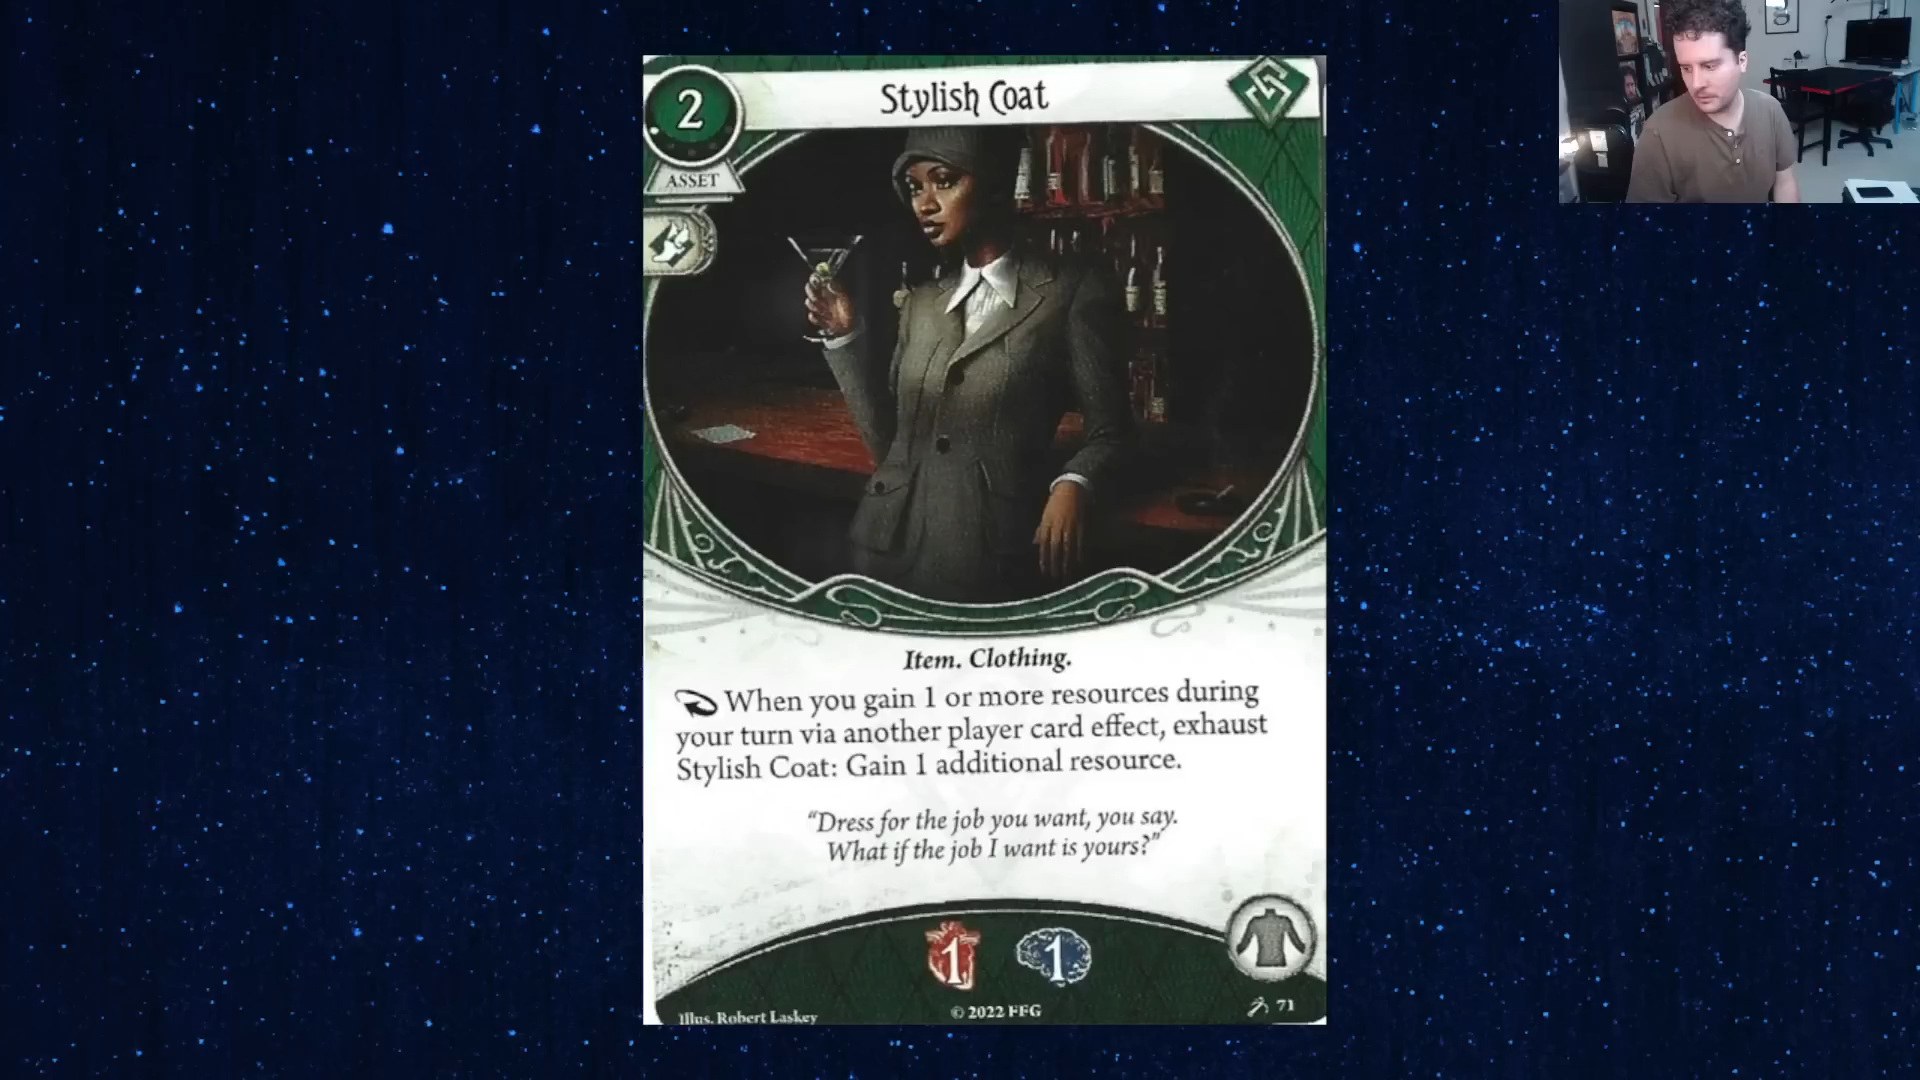 2
Stylish Coat
ASSET
Item. Clothing.
When you gain 1 or more resources during
your turn via another player card effect, exhaust
Stylish Coat: Gain 1 additional resource.
“Dress for the job you want, you say.
What if the job I want is yours?”
1 1
Illus. Robert Laskey
© 2022 FFG
71